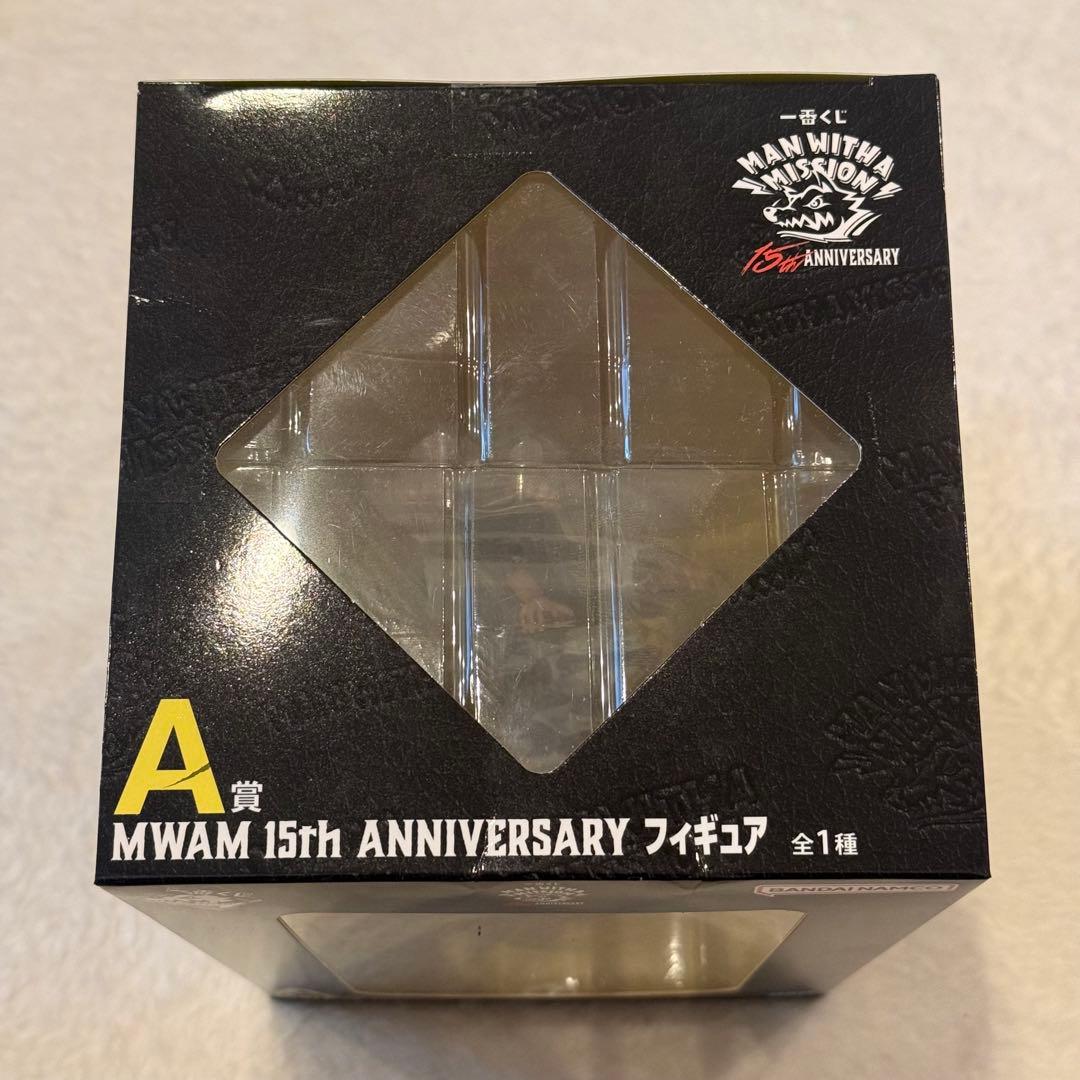 一番くじ
MAN WITH A
MISSION
15th ANNIVERSARY
A賞
MWAM 15th ANNIVERSARY フィギュア 全1種
BANDAI NAMCO